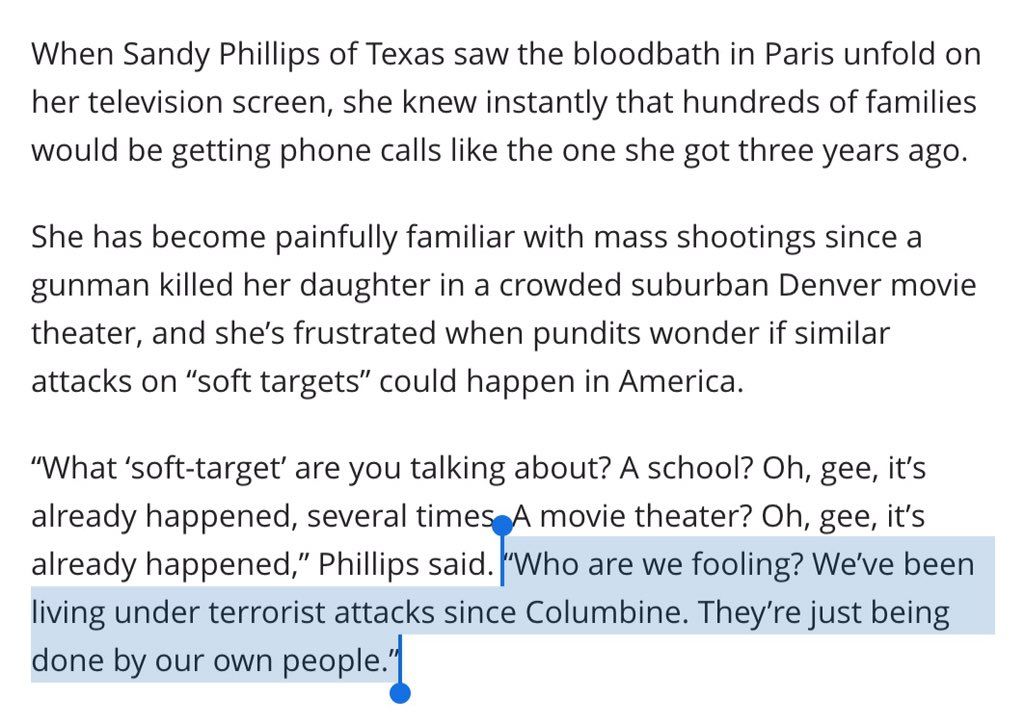 When Sandy Phillips of Texas saw the bloodbath in Paris unfold on
her television screen, she knew instantly that hundreds of families
would be getting phone calls like the one she got three years ago.
She has become painfully familiar with mass shootings since a
gunman killed her daughter in a crowded suburban Denver movie
theater, and she’s frustrated when pundits wonder if similar
attacks on “soft targets” could happen in America.
“What ‘soft-target’ are you talking about? A school? Oh, gee, it’s
already happened, several times. A movie theater? Oh, gee, it’s
already happened,” Phillips said. “Who are we fooling? We’ve been
living under terrorist attacks since Columbine. They’re just being
done by our own people.”